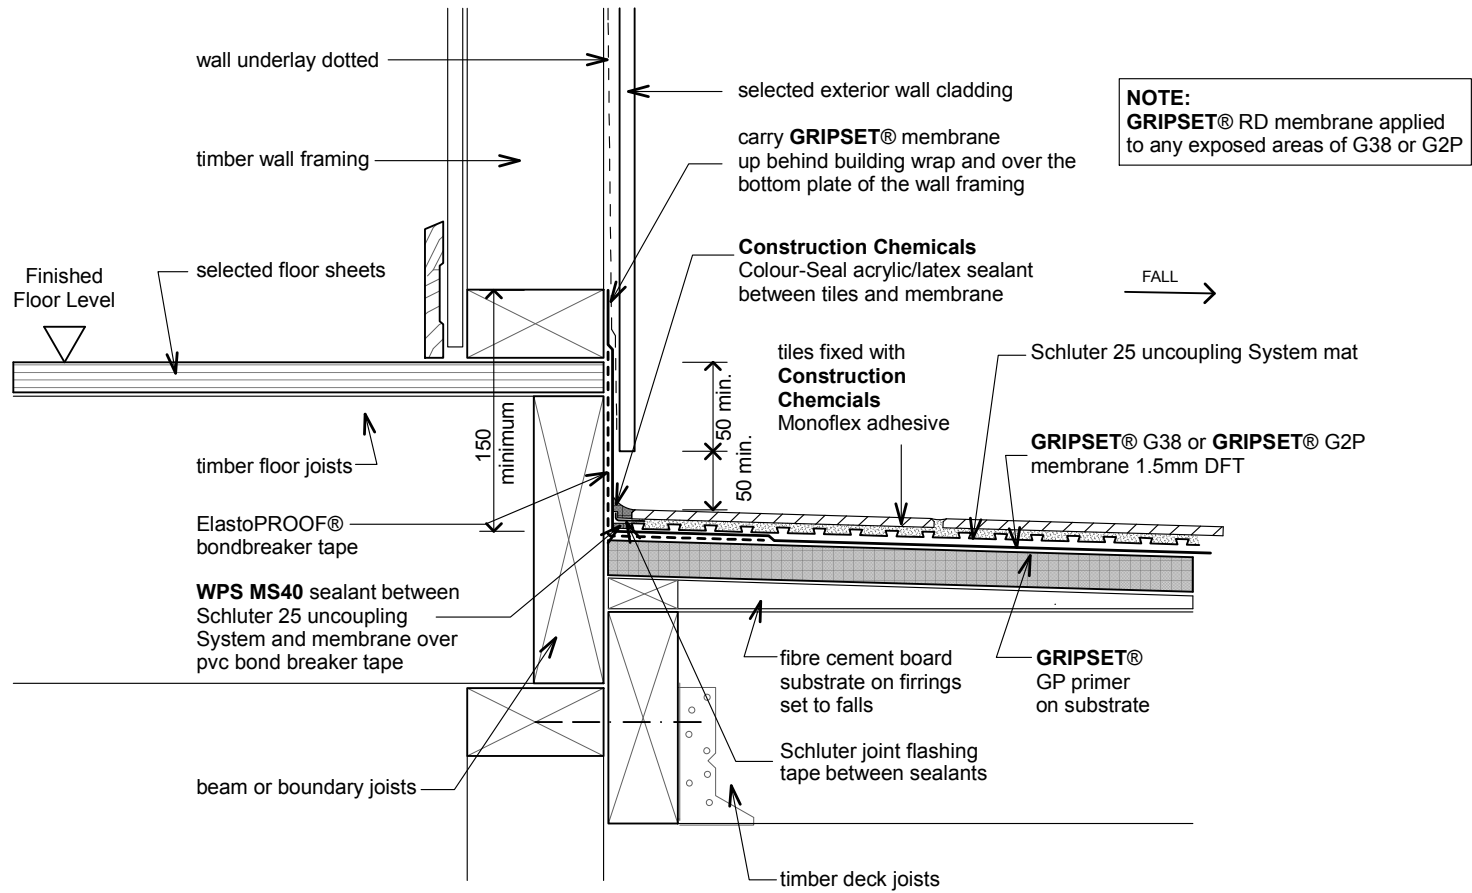 wall underlay dotted
selected exterior wall cladding
NOTE:
GRIPSET® RD membrane applied
to any exposed areas of G38 or G2P
timber wall framing
carry GRIPSET® membrane
up behind building wrap and over the
bottom plate of the wall framing
Construction Chemicals
Colour-Seal acrylic/latex sealant
between tiles and membrane
Finished
Floor Level
selected floor sheets
FALL
tiles fixed with
Construction
Chemcials
Monoflex adhesive
Schluter 25 uncoupling System mat
150
minimum
50 min.
50 min.
GRIPSET® G38 or GRIPSET® G2P
membrane 1.5mm DFT
timber floor joists
ElastoPROOF®
bondbreaker tape
WPS MS40 sealant between
Schluter 25 uncoupling
System and membrane over
pvc bond breaker tape
fibre cement board
substrate on firrings
set to falls
GRIPSET®
GP primer
on substrate
Schluter joint flashing
tape between sealants
beam or boundary joists
timber deck joists